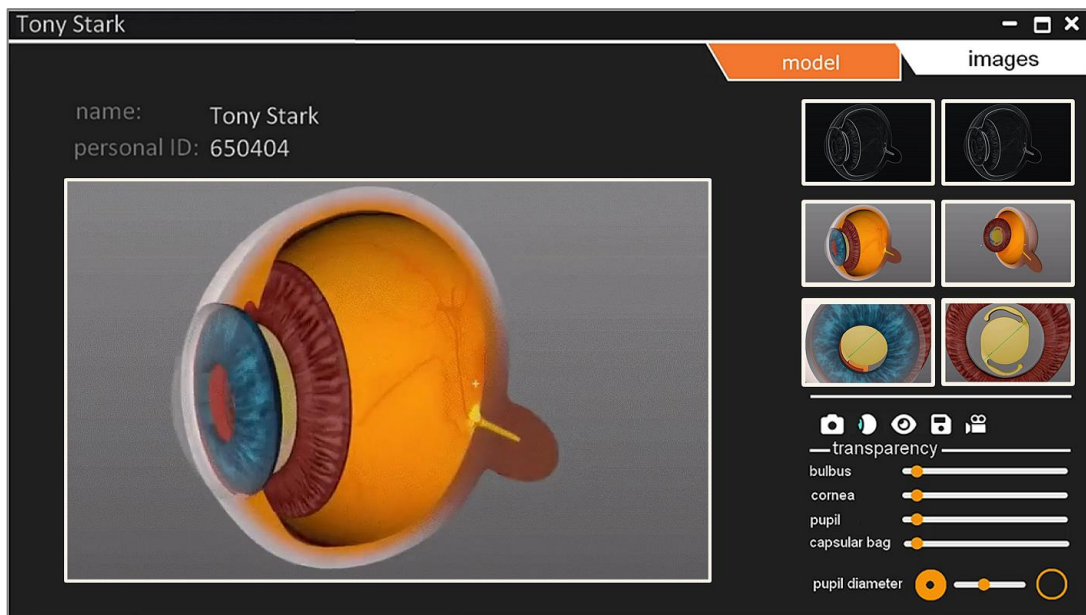 Tony Stark
model
images
name: Tony Stark
personal ID: 650404
transparency
bulbus
cornea
pupil
capsular bag
pupil diameter